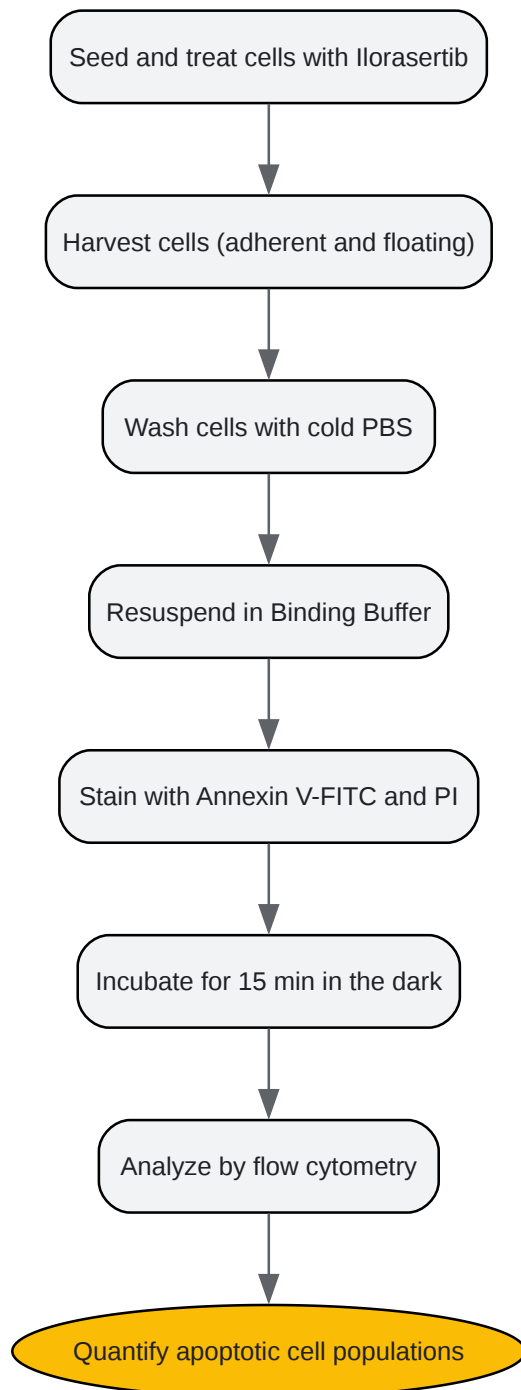 Seed and treat cells with Ilorasertib
Harvest cells (adherent and floating)
Wash cells with cold PBS
Resuspend in Binding Buffer
Stain with Annexin V-FITC and PI
Incubate for 15 min in the dark
Analyze by flow cytometry
Quantify apoptotic cell populations